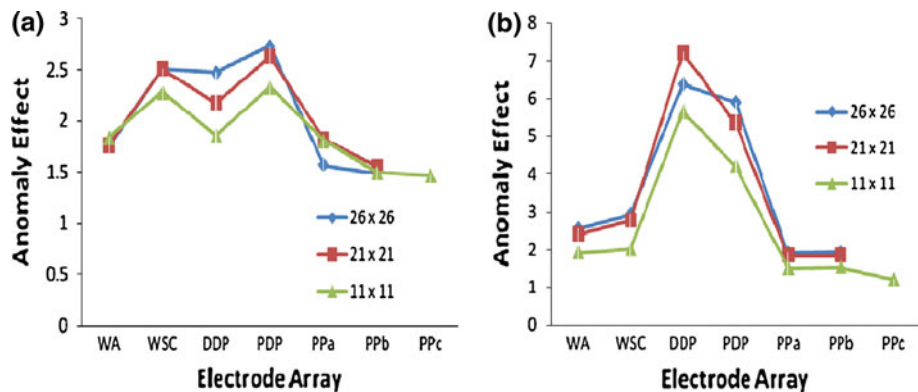 (a)
3
2.5
2
1.5
1
0.5
0
Anomaly Effect
26 x 26
21 x 21
11 x 11
WA WSC DDP PDP PPa PPb PPc
Electrode Array
(b)
8
7
6
5
4
3
2
1
0
Anomaly Effect
26 x 26
21 x 21
11 x 11
WA WSC DDP PDP PPa PPb PPc
Electrode Array